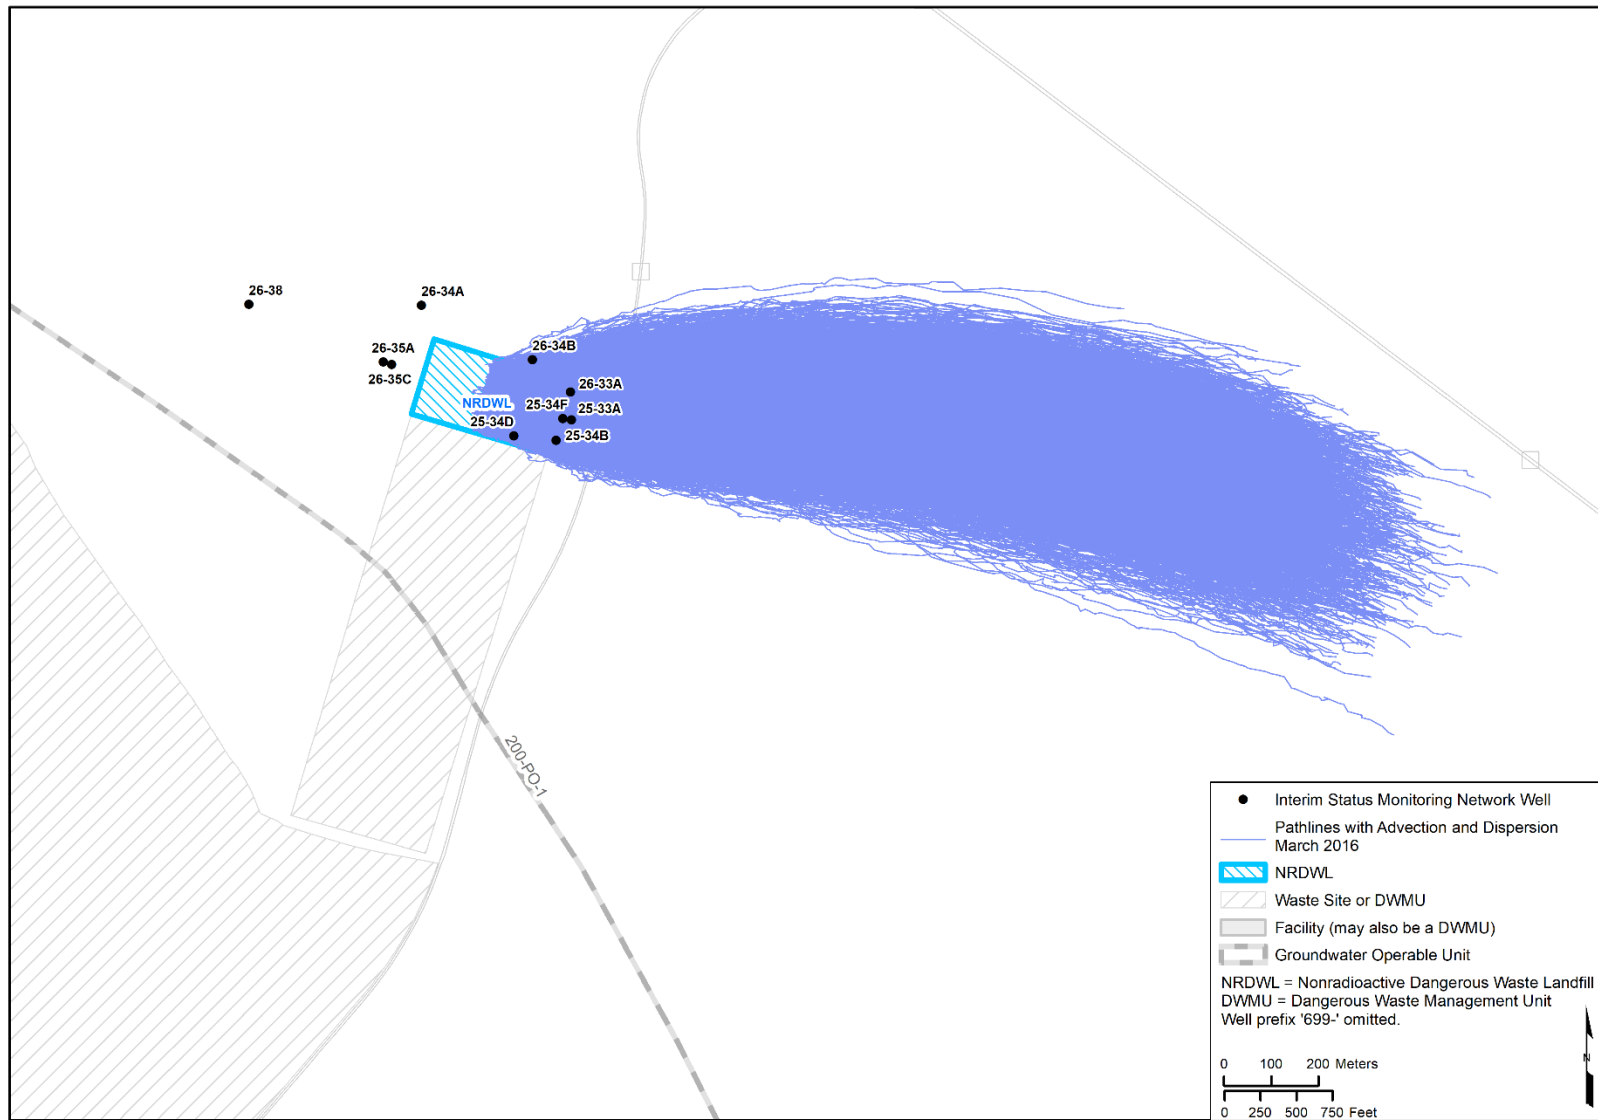 26-38
26-34A
26-35A
26-35C
26-34B
26-33A
NRDWL
25-34F
25-33A
25-34D
25-34B
200-PO-1
Interim Status Monitoring Network Well
Pathlines with Advection and Dispersion
March 2016
NRDWL
Waste Site or DWMU
Facility (may also be a DWMU)
Groundwater Operable Unit
NRDWL = Nonradioactive Dangerous Waste Landfill
DWMU = Dangerous Waste Management Unit
Well prefix '699-' omitted.
N
0 100 200 Meters
0 250 500 750 Feet